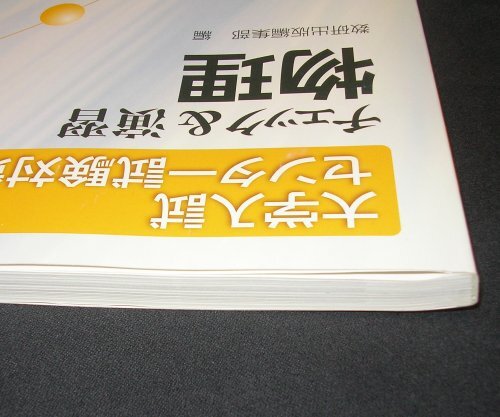 大学入試
センター試験対策
チェック&演習
物理
数研出版編集部 編